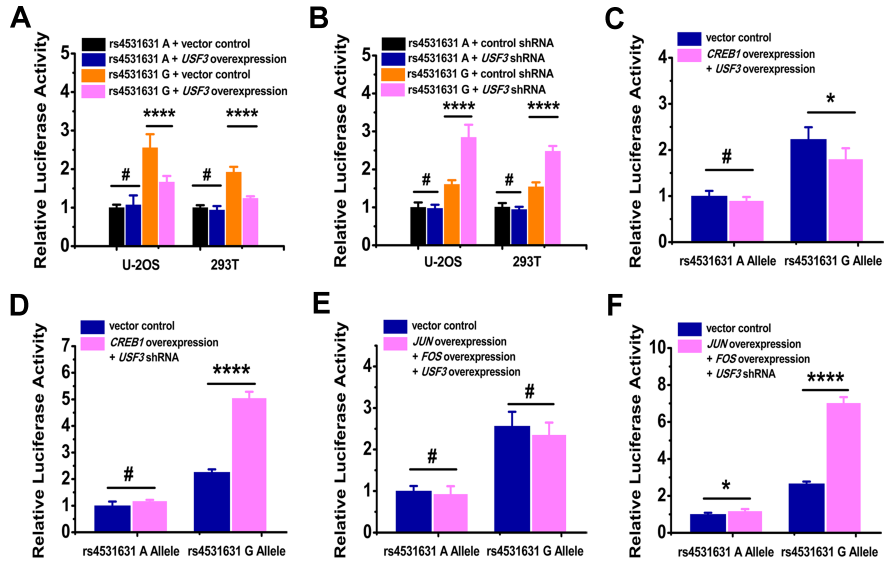 A
Relative Luciferase Activity
5
4
3
2
1
0
rs4531631 A + vector control
rs4531631 A + USF3 overexpression
rs4531631 G + vector control
rs4531631 G + USF3 overexpression
#
****
#
****
U-2OS
293T
B
Relative Luciferase Activity
5
4
3
2
1
0
rs4531631 A + control shRNA
rs4531631 A + USF3 shRNA
rs4531631 G + control shRNA
rs4531631 G + USF3 shRNA
#
****
#
****
U-2OS
293T
C
Relative Luciferase Activity
4
3
2
1
0
vector control
CREB1 overexpression
+ USF3 overexpression
#
*
rs4531631 A Allele
rs4531631 G Allele
D
Relative Luciferase Activity
7
6
5
4
3
2
1
0
vector control
CREB1 overexpression
+ USF3 shRNA
#
****
rs4531631 A Allele
rs4531631 G Allele
E
Relative Luciferase Activity
5
4
3
2
1
0
vector control
JUN overexpression
+ FOS overexpression
+ USF3 overexpression
#
#
rs4531631 A Allele
rs4531631 G Allele
F
Relative Luciferase Activity
10
8
6
4
2
0
vector control
JUN overexpression
+ FOS overexpression
+ USF3 shRNA
*
****
rs4531631 A Allele
rs4531631 G Allele